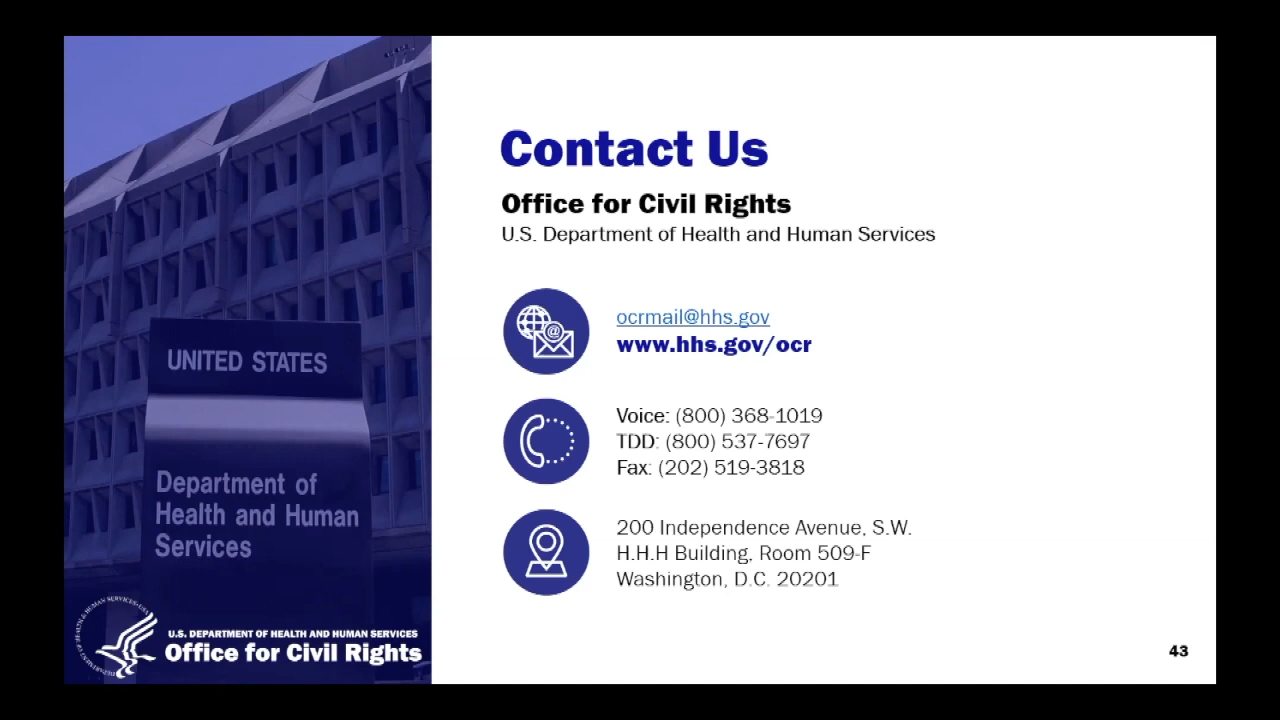 Contact Us
Office for Civil Rights
U.S. Department of Health and Human Services
ocrmail@hhs.gov
www.hhs.gov/ocr
Voice: (800) 368-1019
TDD: (800) 537-7697
Fax: (202) 519-3818
200 Independence Avenue, S.W.
H.H.H Building, Room 509-F
Washington, D.C. 20201
UNITED STATES
Department of
Health and Human
Services
U.S. DEPARTMENT OF HEALTH AND HUMAN SERVICES
Office for Civil Rights
43